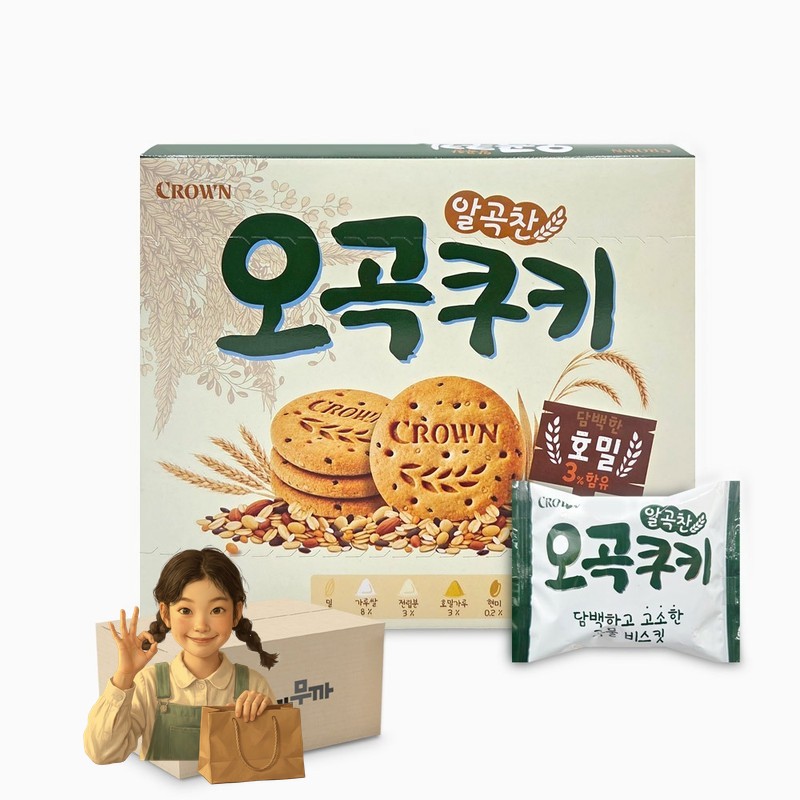 CROWN
알곡찬
오곡쿠키
CROWN
CROWN
담백한
호밀
3%함유
밀
가루쌀
8%
전립분
3%
호밀가루
3%
현미
0.2%
CROWN
알곡찬
오곡쿠키
담백하고 고소한
곡물 비스킷
무까